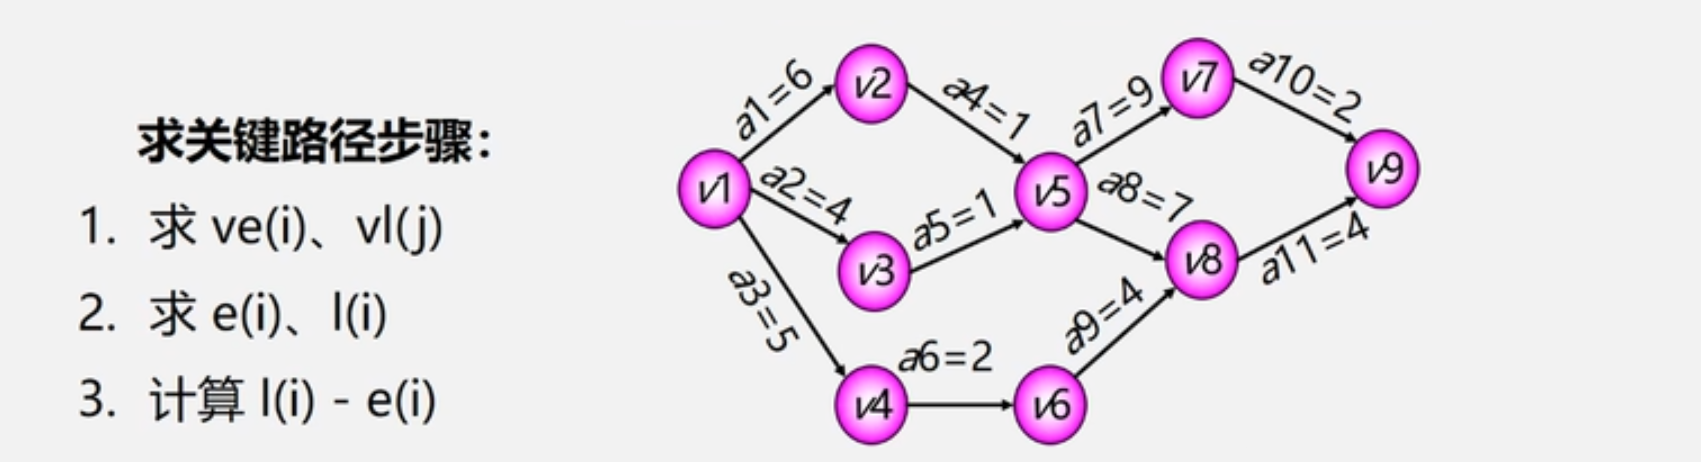 求关键路径步骤：
1. 求 ve(i)、vl(j)
2. 求 e(i)、l(i)
3. 计算 l(i) - e(i)
a1=6
v2
a4=1
a7=9
v7
a10=2
v1
a2=4
a5=1
v5
a8=7
v9
v3
v8
a11=4
a3=5
a6=2
a9=4
v4
v6